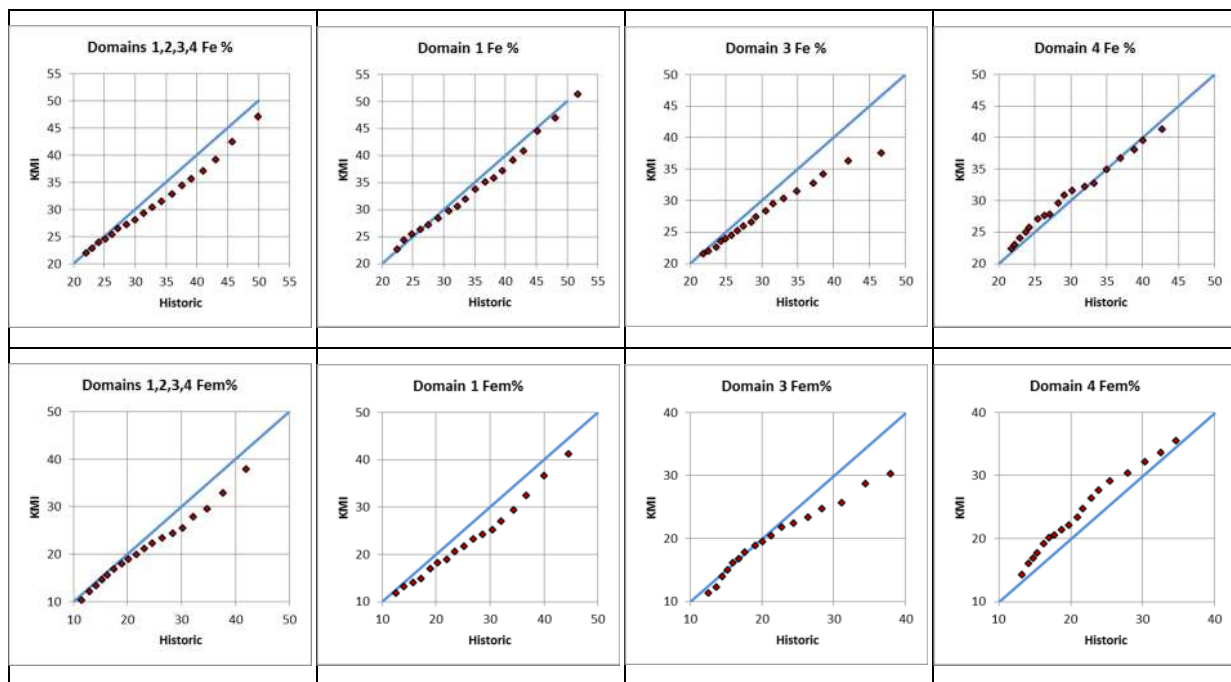 Domains 1,2,3,4 Fe %
55
50
45
40
35
30
25
20
KMI
20 25 30 35 40 45 50 55
Historic
Domain 1 Fe %
55
50
45
40
35
30
25
20
KMI
20 25 30 35 40 45 50 55
Historic
Domain 3 Fe %
50
45
40
35
30
25
20
KMI
20 25 30 35 40 45 50
Historic
Domain 4 Fe %
50
45
40
35
30
25
20
KMI
20 25 30 35 40 45 50
Historic
Domains 1,2,3,4 Fem%
50
40
30
20
10
KMI
10 20 30 40 50
Historic
Domain 1 Fem%
50
40
30
20
10
KMI
10 20 30 40 50
Historic
Domain 3 Fem%
40
30
20
10
KMI
10 20 30 40
Historic
Domain 4 Fem%
40
30
20
10
KMI
10 20 30 40
Historic